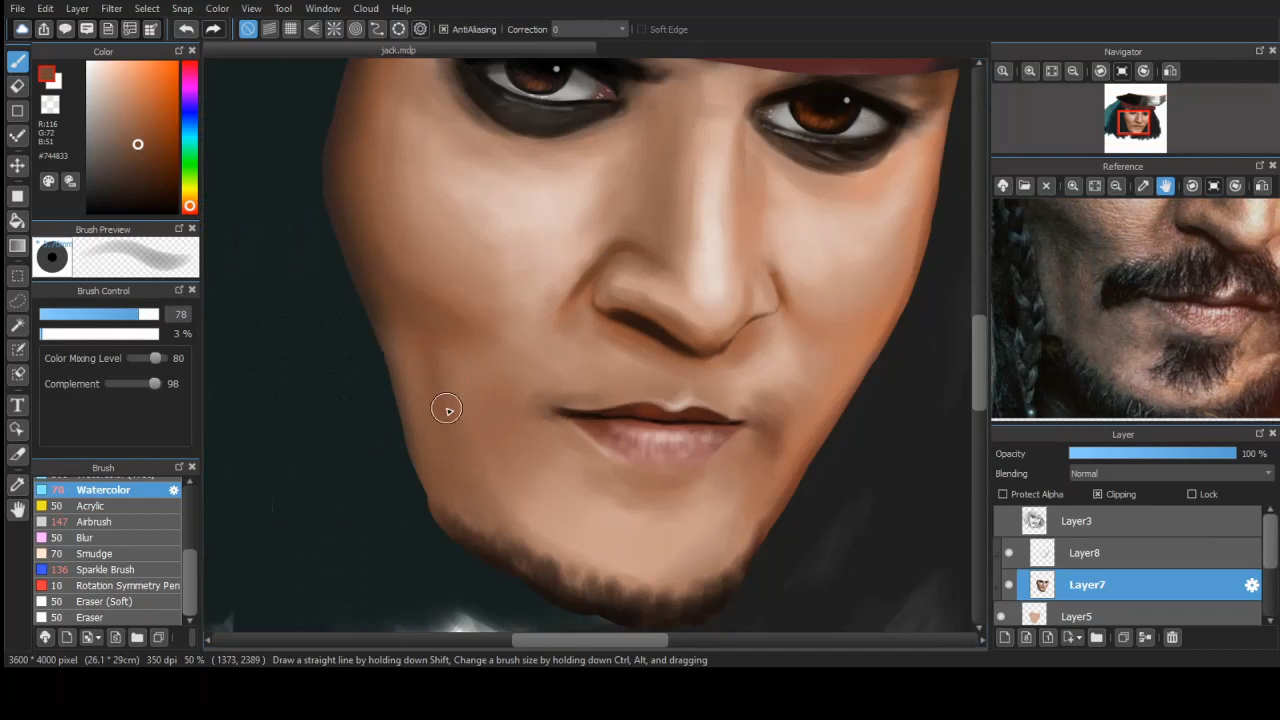 File Edit Layer Filter Select Snap Color View Tool Window Cloud Help
AntiAliasing Correction 0 Soft Edge
jack.mdp
Color
R:116
G:72
B:51
#744833
Brush Preview
Brush Control
78
3 %
Color Mixing Level 80
Complement 98
Brush
78 Watercolor
50 Acrylic
147 Airbrush
50 Blur
70 Smudge
136 Sparkle Brush
10 Rotation Symmetry Pen
50 Eraser (Soft)
50 Eraser
Navigator
Reference
Layer
Opacity 100 %
Blending Normal
Protect Alpha Clipping Lock
Layer3
Layer8
Layer7
Layer5
3600 * 4000 pixel (26.1 * 29cm) 350 dpi 50 % ( 1373, 2389 ) Draw a straight line by holding down Shift, Change a brush size by holding down Ctrl, Alt, and dragging